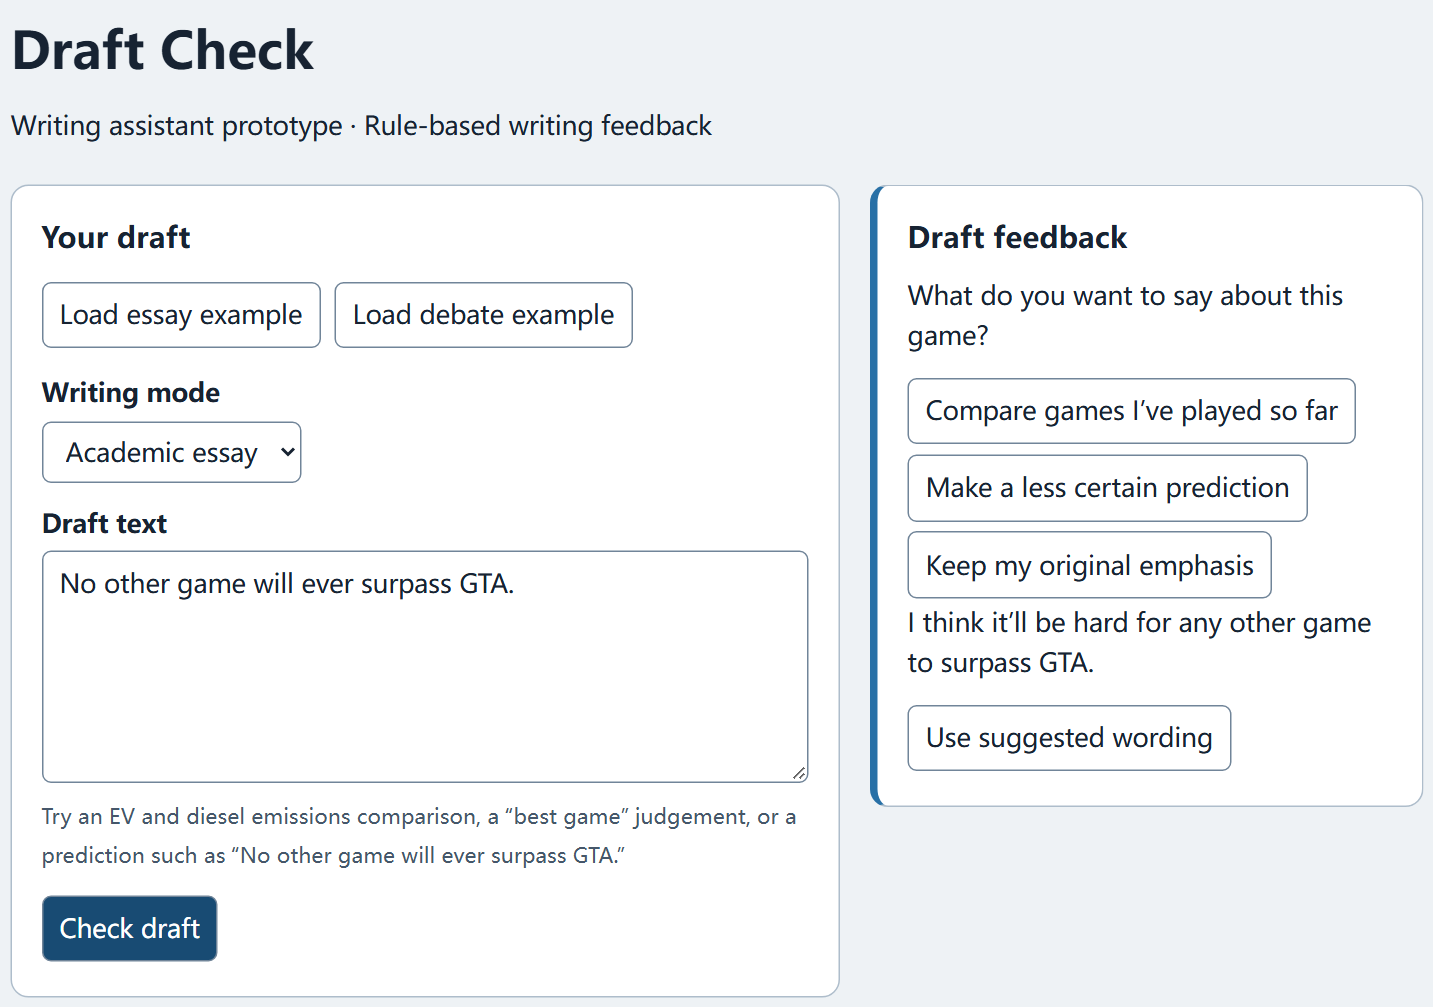 Draft Check
Writing assistant prototype · Rule-based writing feedback
Your draft
Load essay example
Load debate example
Writing mode
Academic essay
Draft text
No other game will ever surpass GTA.
Try an EV and diesel emissions comparison, a “best game” judgement, or a
prediction such as “No other game will ever surpass GTA.”
Check draft
Draft feedback
What do you want to say about this
game?
Compare games I’ve played so far
Make a less certain prediction
Keep my original emphasis
I think it’ll be hard for any other game
to surpass GTA.
Use suggested wording